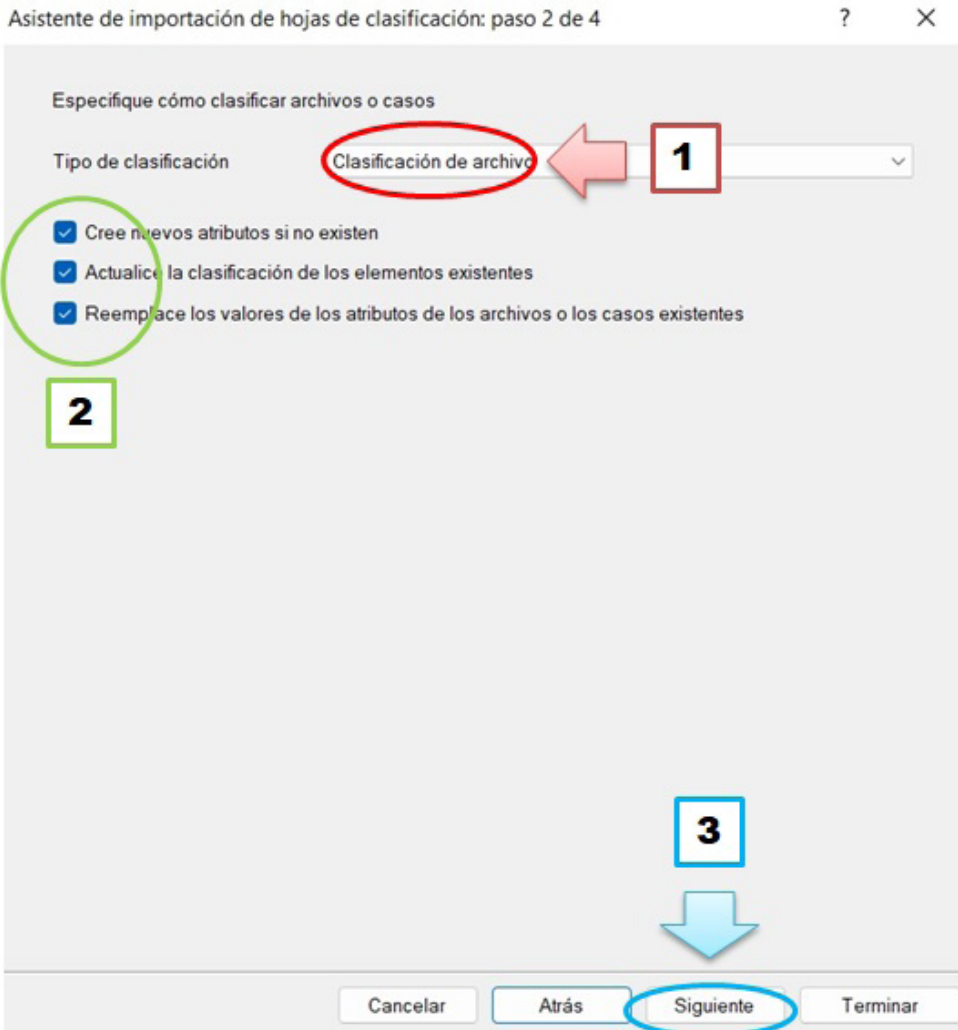 Asistente de importación de hojas de clasificación: paso 2 de 4 ? ×
Especifique cómo clasificar archivos o casos
Tipo de clasificación Clasificación de archivo 1
Cree nuevos atributos si no existen
Actualice la clasificación de los elementos existentes
Reemplace los valores de los atributos de los archivos o los casos existentes
2
3
Cancelar Atrás Siguiente Terminar